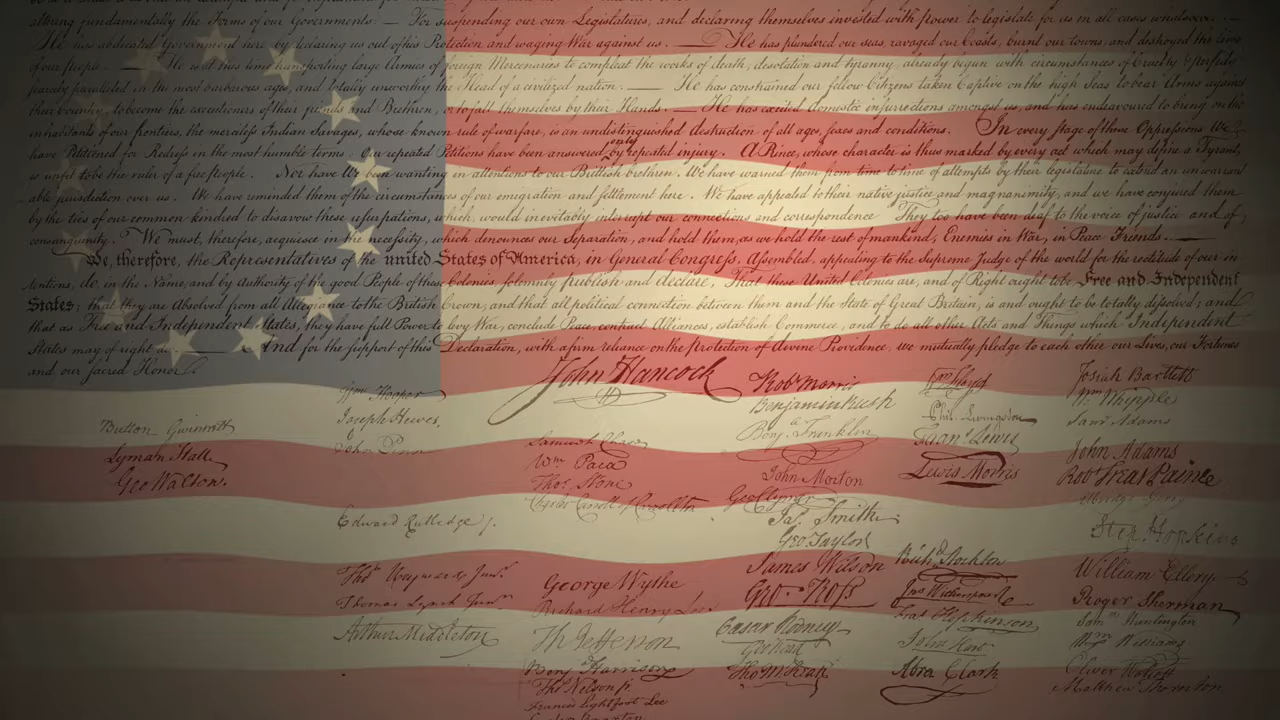 altering fundamentally the Forms of our Governments: — For suspending our own Legislatures, and declaring themselves invested with power to legislate for us in all cases whatsoever. —
He has abdicated Government here, by declaring us out of his Protection and waging War against us. — He has plundered our seas, ravaged our Coasts, burnt our towns, and destroyed the lives
of our people. — He is at this time transporting large Armies of foreign Mercenaries to compleat the works of death, desolation and tyranny, already begun with circumstances of Cruelty & perfidy
scarcely paralleled in the most barbarous ages, and totally unworthy the Head of a civilized nation. — He has constrained our fellow Citizens taken Captive on the high Seas to bear Arms against
their Country, to become the executioners of their friends and Brethren, or to fall themselves by their Hands. — He has excited domestic insurrections amongst us, and has endeavoured to bring on the
inhabitants of our frontiers, the merciless Indian Savages, whose known rule of warfare, is an undistinguished destruction of all ages, sexes and conditions. In every stage of these Oppressions We
have Petitioned for Redress in the most humble terms: Our repeated Petitions have been answered only by repeated injury. A Prince, whose character is thus marked by every act which may define a Tyrant,
is unfit to be the ruler of a free people. Nor have We been wanting in attentions to our Brittish brethren. We have warned them from time to time of attempts by their legislature to extend an unwarrant
able jurisdiction over us. We have reminded them of the circumstances of our emigration and settlement here. We have appealed to their native justice and magnanimity, and we have conjured them
by the ties of our common kindred to disavow these usurpations, which, would inevitably interrupt our connections and correspondence They too have been deaf to the voice of justice and of
consanguinity. We must, therefore, acquiesce in the necessity, which denounces our Separation, and hold them, as we hold the rest of mankind, Enemies in War, in Peace Friends. —
We, therefore, the Representatives of the united States of America, in General Congress, Assembled, appealing to the Supreme Judge of the world for the rectitude of our in
tentions, do, in the Name, and by Authority of the good People of these Colonies, solemnly publish and declare, That these United Colonies are, and of Right ought to be Free and Independent
States; that they are Absolved from all Allegiance to the British Crown, and that all political connection between them and the State of Great Britain, is and ought to be totally dissolved; and
that as Free and Independent States, they have full Power to levy War, conclude Peace, contract Alliances, establish Commerce, and to do all other Acts and Things which Independent
States may of right do. — And for the support of this Declaration, with a firm reliance on the protection of divine Providence, we mutually pledge to each other our Lives, our Fortunes
and our sacred Honor.
Button Gwinnett
Lyman Hall
Geo Walton.
Wm Hooper
Joseph Hewes,
John Penn
Edward Rutledge /.
Thos Heyward Junr.
Thomas Lynch Junr.
Arthur Middleton
John Hancock
Samuel Chase
Wm Paca
Thos. Stone
Charles Carroll of Carrollton
George Wythe
Richard Henry Lee
Th Jefferson
Benj Harrison
Thos Nelson jr.
Francis Lightfoot Lee
Carter Braxton
Robt Morris
Benjamin Rush
Benja. Franklin
John Morton
Geo Clymer
Jas. Smith
Geo. Taylor
James Wilson
Geo. Ross
Caesar Rodney
Geo Read
Tho M:Kean
Wm Floyd
Phil. Livingston
Frans. Lewis
Lewis Morris
Richd. Stockton
Jno Witherspoon
Fras. Hopkinson
John Hart
Abra Clark
Josiah Bartlett
Wm Whipple
Saml Adams
John Adams
Robt Treat Paine
Elbridge Gerry
Step Hopkins
William Ellery
Roger Sherman
Saml Huntington
Wm Williams
Oliver Wolcott
Matthew Thornton